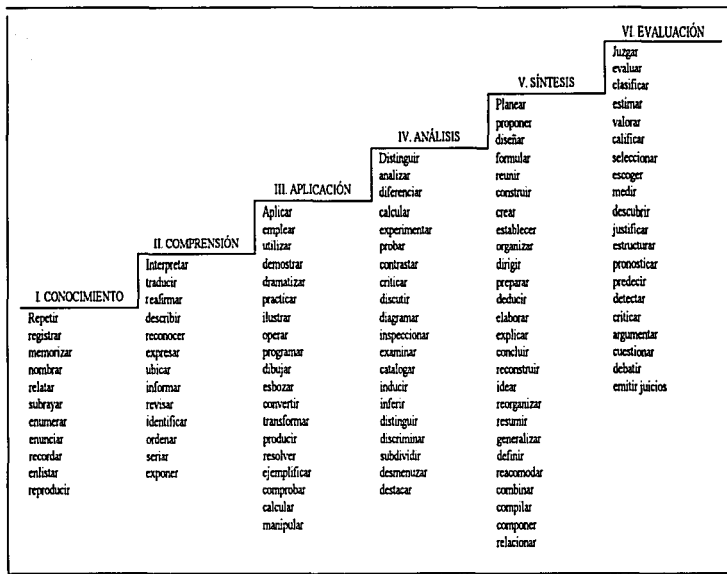 I. CONOCIMIENTO
Repetir
registrar
memorizar
nombrar
relatar
subrayar
enumerar
enunciar
recordar
enlistar
reproducir
II. COMPRENSIÓN
Interpretar
traducir
reafirmar
describir
reconocer
expresar
ubicar
informar
revisar
identificar
ordenar
seriar
exponer
III. APLICACIÓN
Aplicar
emplear
utilizar
demostrar
dramatizar
practicar
ilustrar
operar
programar
dibujar
esbozar
convertir
transformar
producir
resolver
ejemplificar
comprobar
calcular
manipular
IV. ANÁLISIS
Distinguir
analizar
diferenciar
calcular
experimentar
probar
contrastar
criticar
discutir
diagramar
inspeccionar
examinar
catalogar
inducir
inferir
distinguir
discriminar
subdividir
desmenuzar
destacar
V. SÍNTESIS
Planear
proponer
diseñar
formular
reunir
construir
crear
establecer
organizar
dirigir
preparar
deducir
elaborar
explicar
concluir
reconstruir
idear
reorganizar
resumir
generalizar
definir
reacomodar
combinar
compilar
componer
relacionar
VI. EVALUACIÓN
Juzgar
evaluar
clasificar
estimar
valorar
calificar
seleccionar
escoger
medir
descubrir
justificar
estructurar
pronosticar
predecir
detectar
criticar
argumentar
cuestionar
debatir
emitir juicios